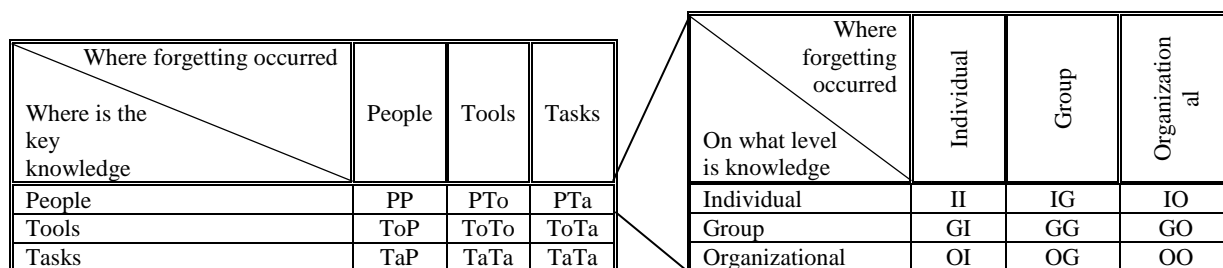 Where forgetting occurred
Where is the
key
knowledge
People Tools Tasks
People PP PTo PTa
Tools ToP ToTo ToTa
Tasks TaP TaTa TaTa
Where
forgetting
occurred
On what level
is knowledge
Individual
Group
Organization
al
Individual II IG IO
Group GI GG GO
Organizational OI OG OO